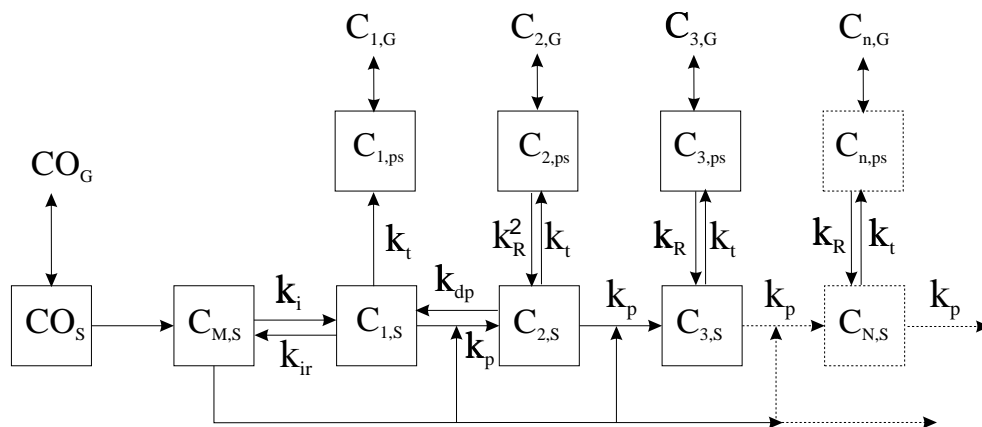 C1,G C2,G C3,G Cn,G
C1,ps C2,ps C3,ps Cn,ps
COG
kt kR2 kt kR kt kR kt
ki kdp kp kp kp
COS CM,S C1,S C2,S C3,S CN,S
kir kp